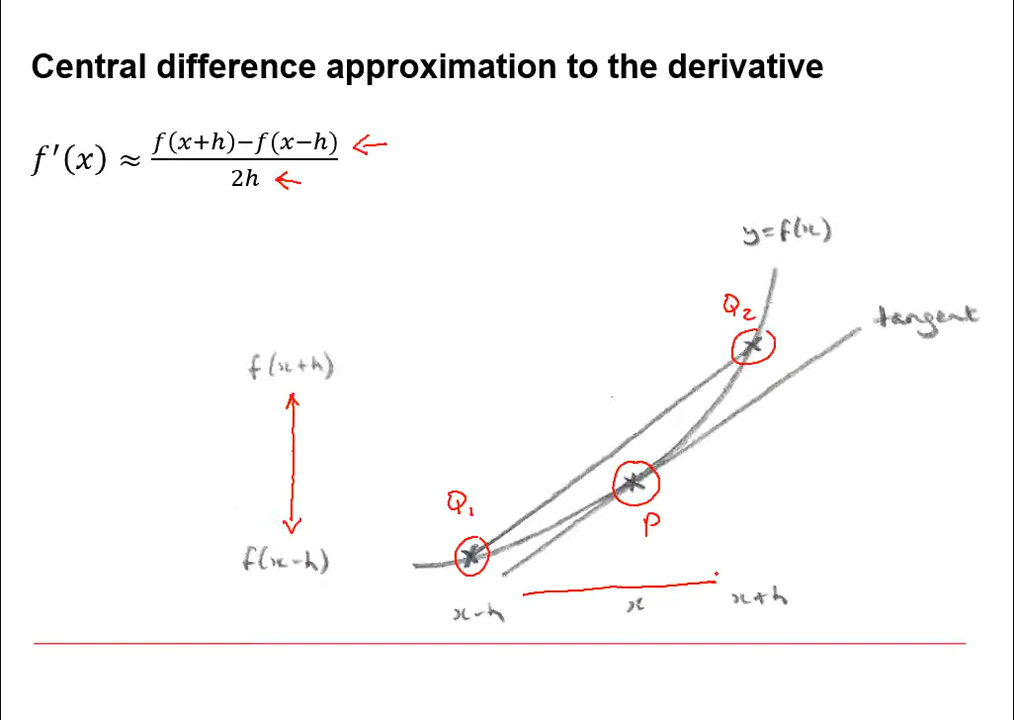 Central difference approximation to the derivative
f'(x) ≈ f(x+h)−f(x−h) / 2h
y=f(x)
Q₂
tangent
f(x+h)
Q₁
P
f(x-h)
x-h
x
x+h